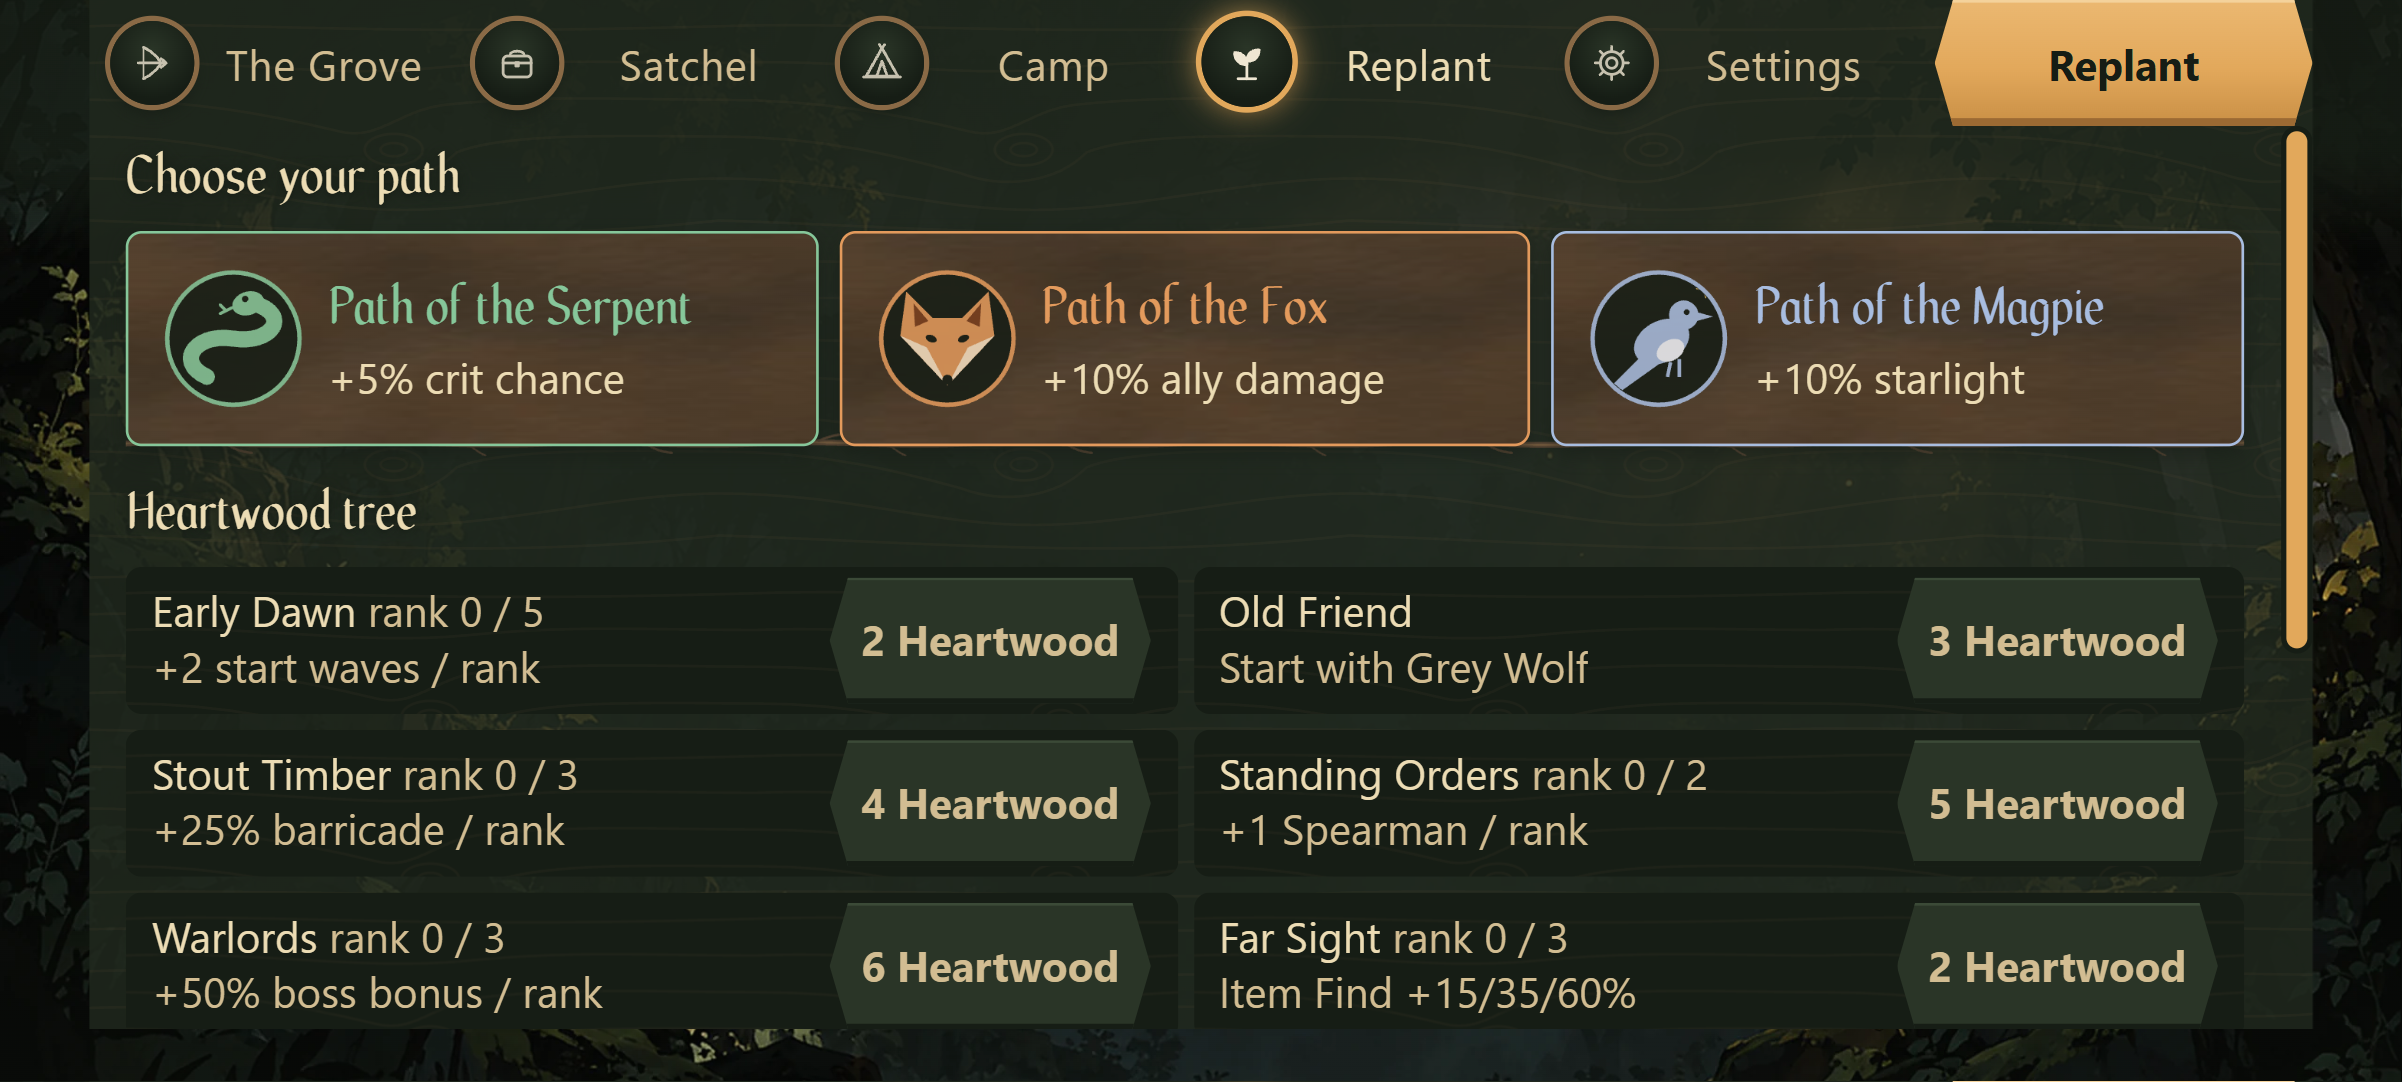 The Grove
Satchel
Camp
Replant
Settings
Replant
Choose your path
Path of the Serpent
+5% crit chance
Path of the Fox
+10% ally damage
Path of the Magpie
+10% starlight
Heartwood tree
Early Dawn rank 0 / 5
+2 start waves / rank
2 Heartwood
Old Friend
Start with Grey Wolf
3 Heartwood
Stout Timber rank 0 / 3
+25% barricade / rank
4 Heartwood
Standing Orders rank 0 / 2
+1 Spearman / rank
5 Heartwood
Warlords rank 0 / 3
+50% boss bonus / rank
6 Heartwood
Far Sight rank 0 / 3
Item Find +15/35/60%
2 Heartwood